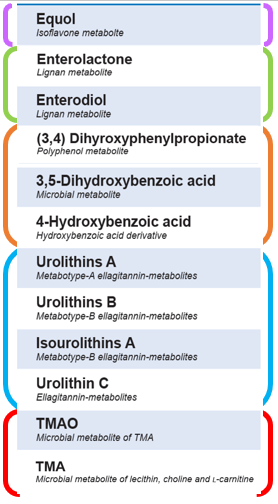 Equol
Isoflavone metabolte
Enterolactone
Lignan metabolite
Enterodiol
Lignan metabolite
(3,4) Dihyroxyphenylpropionate
Polyphenol metabolite
3,5-Dihydroxybenzoic acid
Microbial metabolite
4-Hydroxybenzoic acid
Hydroxybenzoic acid derivative
Urolithins A
Metabotype-A ellagitannin-metabolites
Urolithins B
Metabotype-B ellagitannin-metabolites
Isourolithins A
Metabotype-B ellagitannin-metabolites
Urolithin C
Ellagitannin-metabolites
TMAO
Microbial metabolite of TMA
TMA
Microbial metabolite of lecithin, choline and L-carnitine